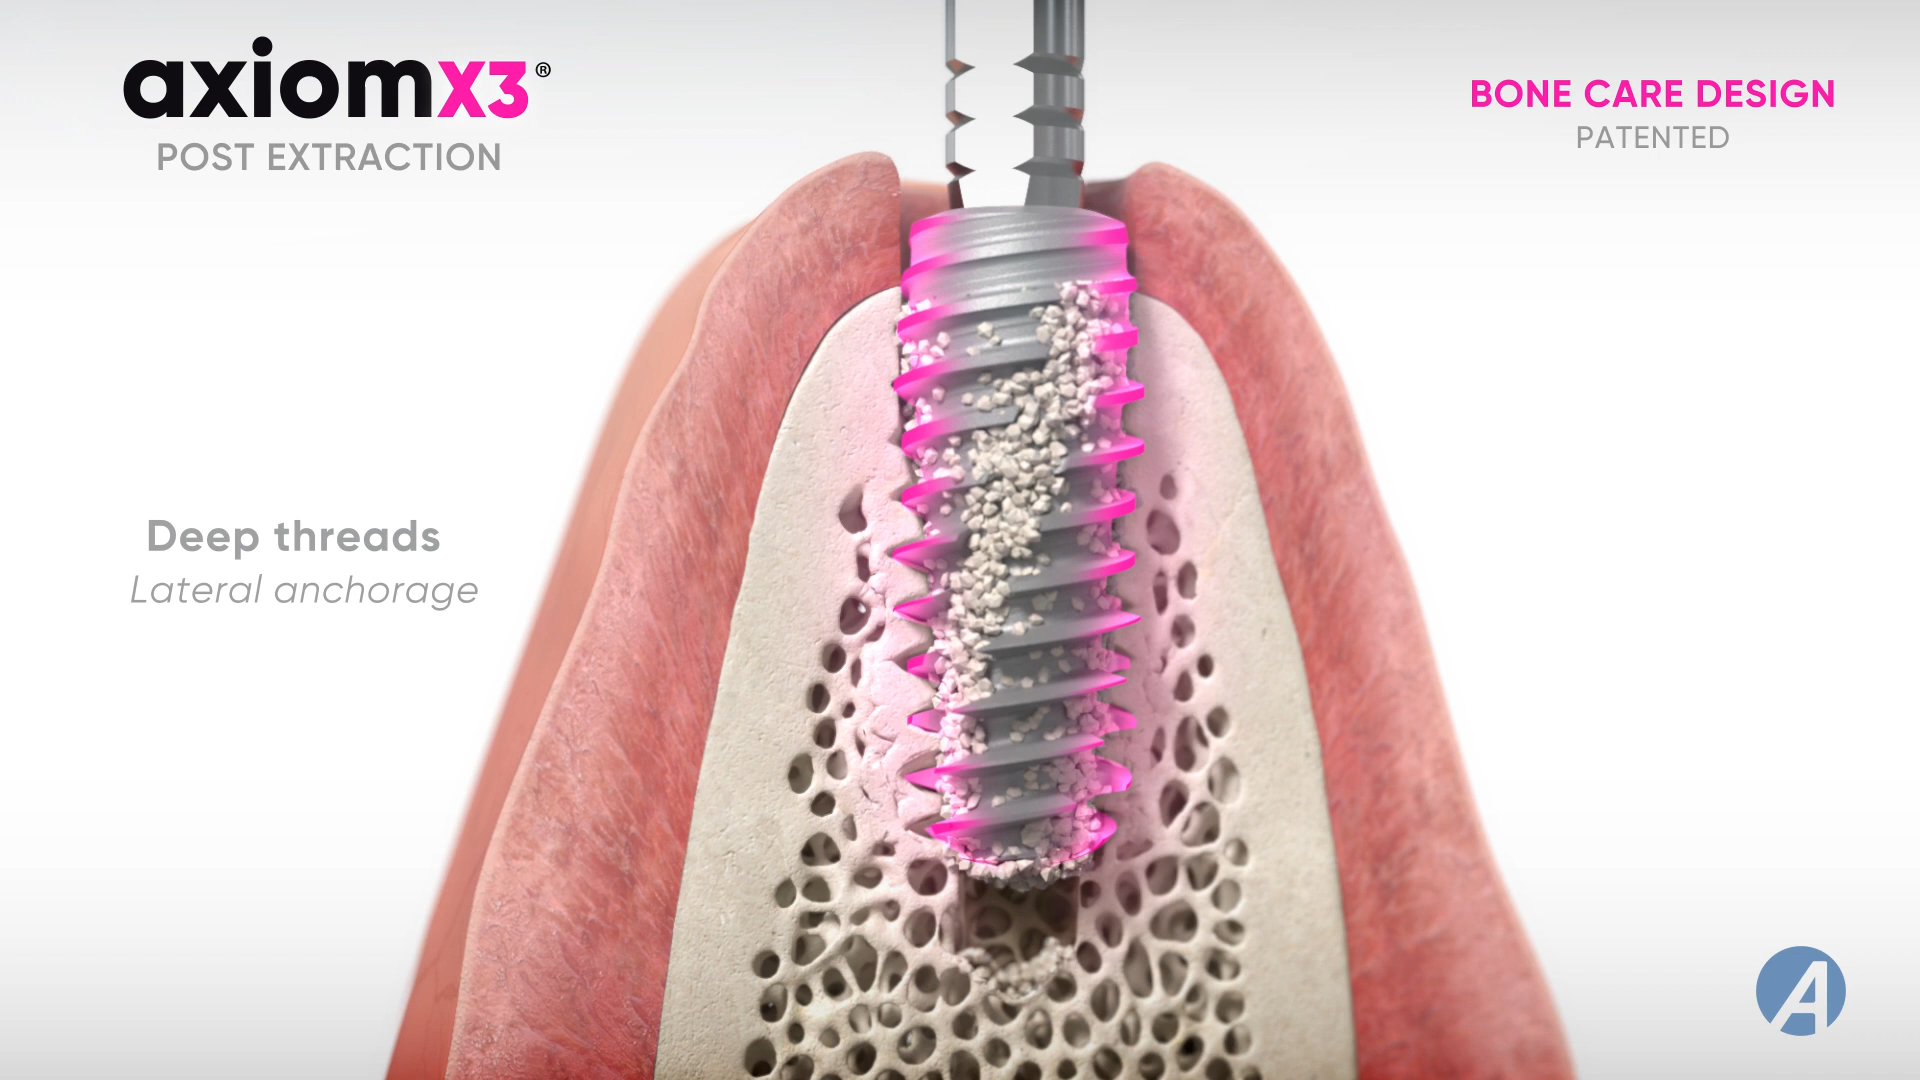 axiomx3®
POST EXTRACTION
BONE CARE DESIGN
PATENTED
Deep threads
Lateral anchorage
A